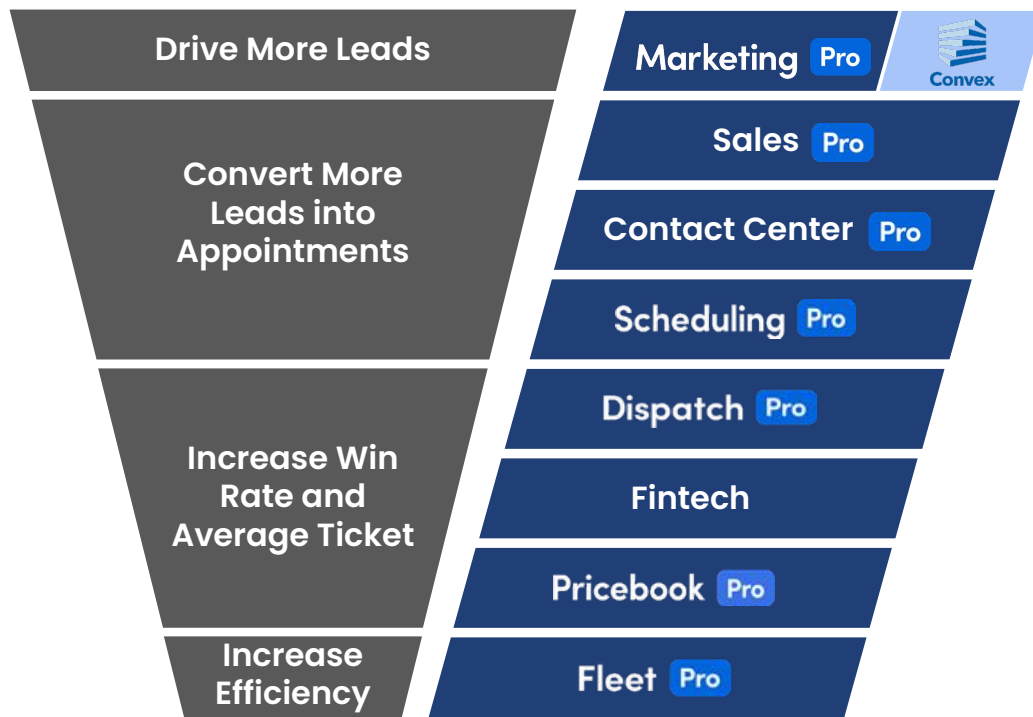 Drive More Leads
Marketing Pro
Convex
Sales Pro
Convert More
Leads into
Appointments
Contact Center Pro
Scheduling Pro
Dispatch Pro
Increase Win
Rate and
Average Ticket
Fintech
Pricebook Pro
Increase
Efficiency
Fleet Pro